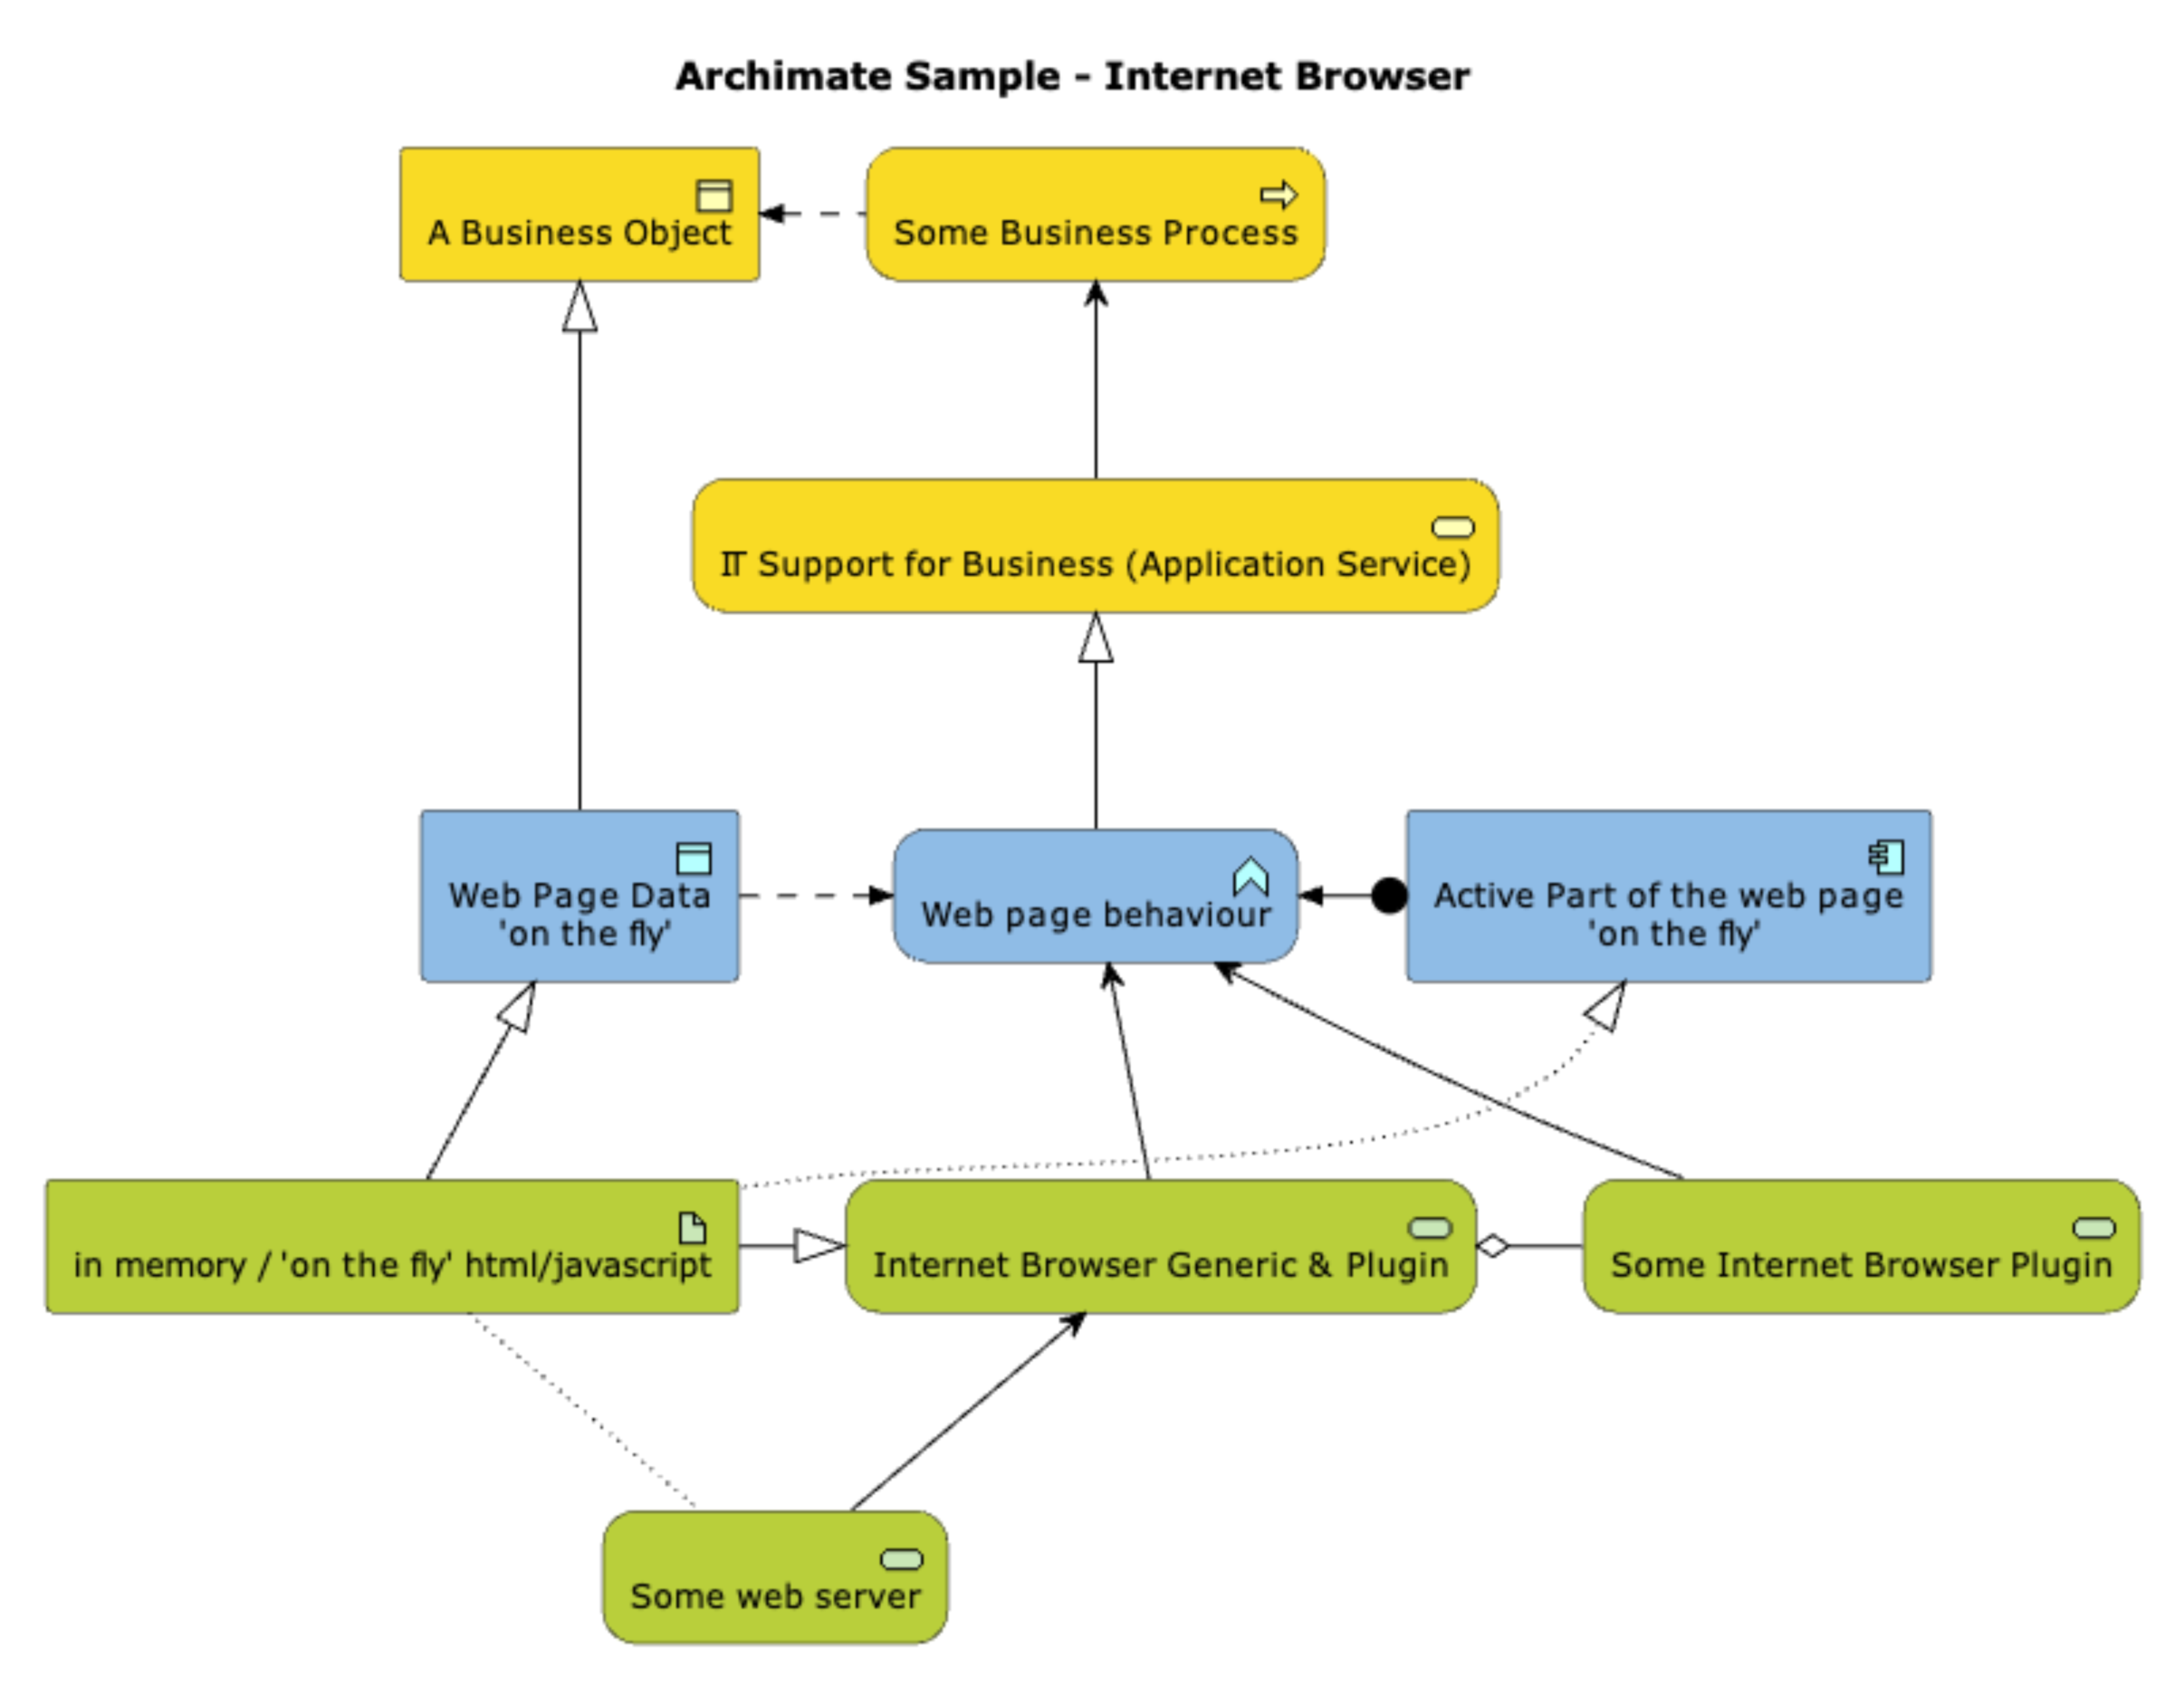 Archimate Sample - Internet Browser
A Business Object
Some Business Process
IT Support for Business (Application Service)
Web Page Data
'on the fly'
Web page behaviour
Active Part of the web page
'on the fly'
in memory / 'on the fly' html/javascript
Internet Browser Generic & Plugin
Some Internet Browser Plugin
Some web server